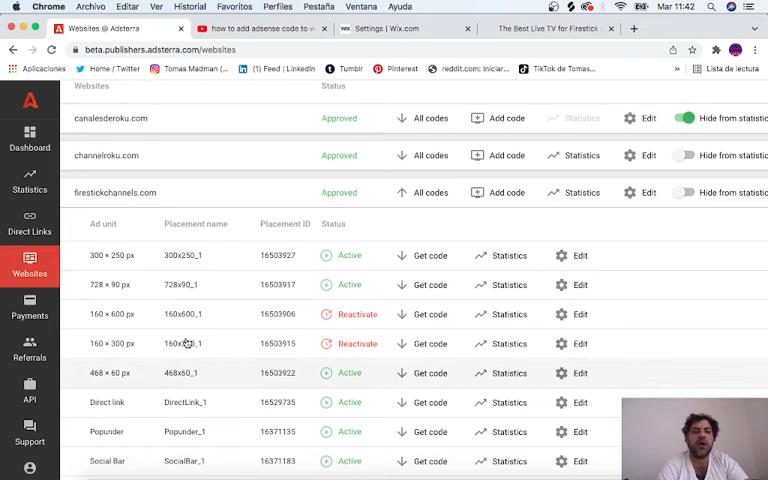 Chrome Archivo Editar Ver Historial Favoritos Perfiles Pestaña Ventana Ayuda Mar 11:42
Websites @ Adsterra how to add adsense code to w Settings | Wix.com The Best Live TV for Firestick |
beta.publishers.adsterra.com/websites
Aplicaciones Home / Twitter Tomas Madman (... (1) Feed | LinkedIn Tumblr Pinterest reddit.com: Iniciar... TikTok de Tomas... » Lista de lectura
Websites Status
canalesderoku.com Approved All codes Add code Statistics Edit Hide from statistic
channelroku.com Approved All codes Add code Statistics Edit Hide from statistic
firestickchannels.com Approved All codes Add code Statistics Edit Hide from statistic
Ad unit Placement name Placement ID Status
300 × 250 px 300x250_1 16503927 Active Get code Statistics Edit
728 × 90 px 728x90_1 16503917 Active Get code Statistics Edit
160 × 600 px 160x600_1 16503906 Reactivate Get code Statistics Edit
160 × 300 px 16503915 Reactivate Get code Statistics Edit
468 × 60 px 468x60_1 16503922 Active Get code Statistics Edit
Direct link DirectLink_1 16529735 Active Get code Statistics Edit
Popunder Popunder_1 16371135 Active Get code Statistics Edit
Social Bar SocialBar_1 16371183 Active Get code Statistics Edit
Dashboard
Statistics
Direct Links
Websites
Payments
Referrals
API
Support